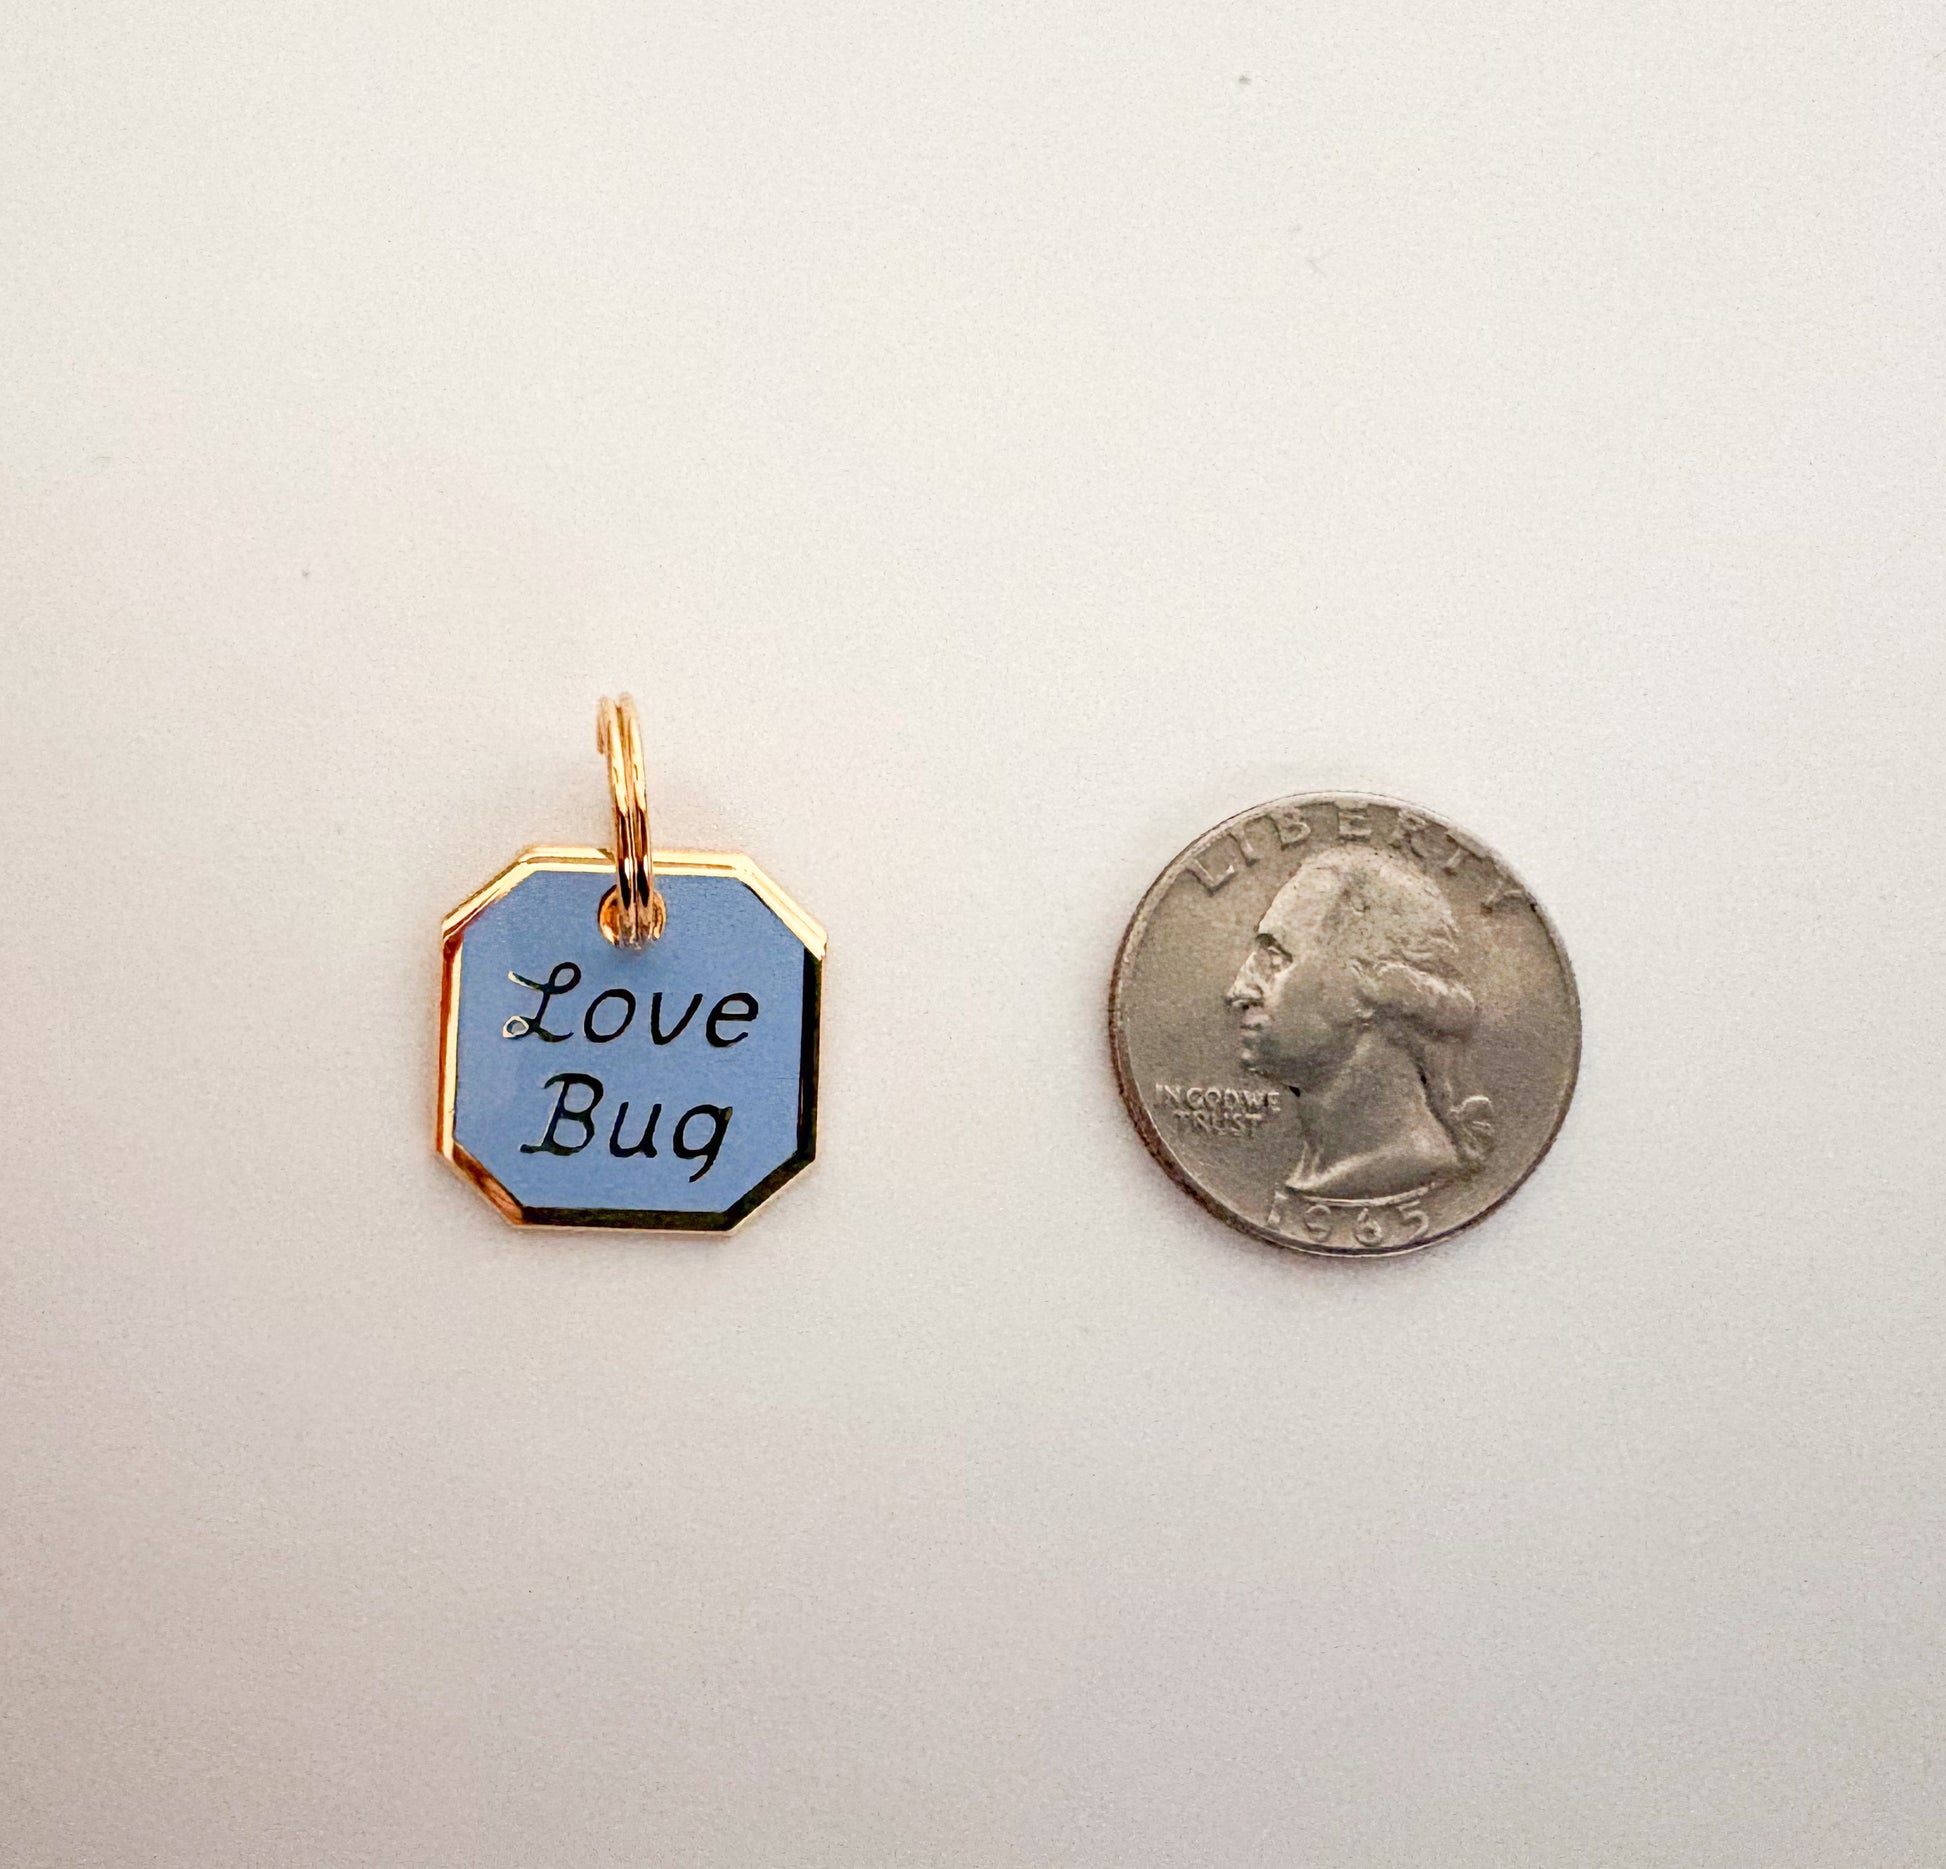 Love
Bug
LIBERTY
IN GOD WE
TRUST
1965